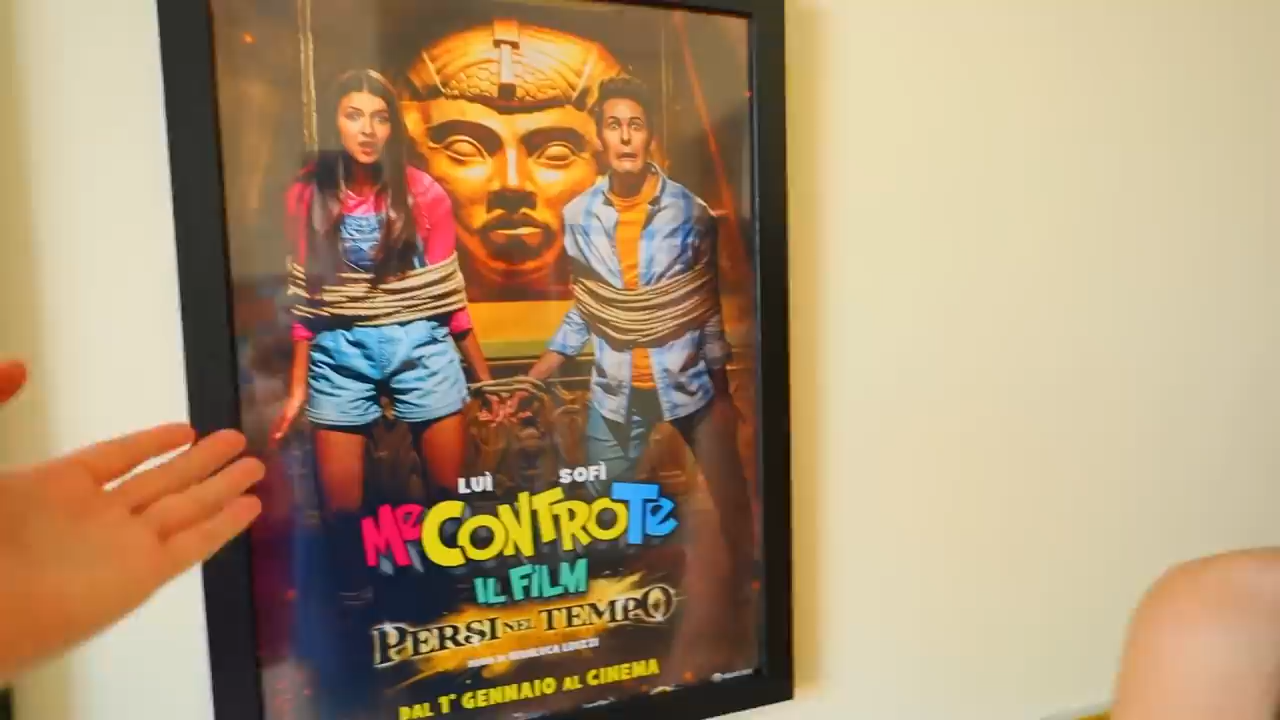 LUÌ SOFÌ
Me CONTRO Te
IL FiLM
PERSI NEL TEMPO
DAL 1° GENNAIO AL CINEMA